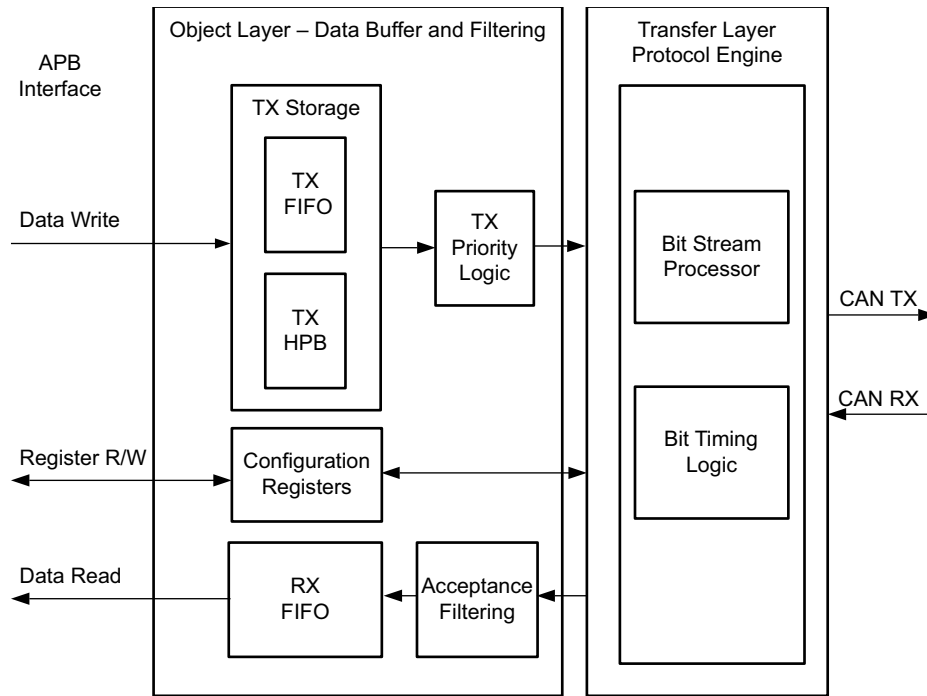 Object Layer – Data Buffer and Filtering
Transfer Layer
Protocol Engine
APB
Interface
TX Storage
TX
FIFO
TX
HPB
TX
Priority
Logic
Data Write
Bit Stream
Processor
CAN TX
CAN RX
Bit Timing
Logic
Register R/W
Configuration
Registers
Data Read
RX
FIFO
Acceptance
Filtering